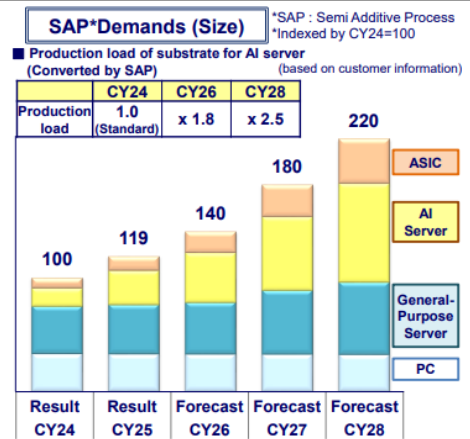 SAP*Demands (Size)
*SAP : Semi Additive Process
*Indexed by CY24=100
■ Production load of substrate for AI server
(Converted by SAP)
(based on customer information)
CY24 CY26 CY28
Production load 1.0 (Standard) x 1.8 x 2.5
220
180
140
119
100
ASIC
AI
Server
General-
Purpose
Server
PC
Result Result Forecast Forecast Forecast
CY24 CY25 CY26 CY27 CY28